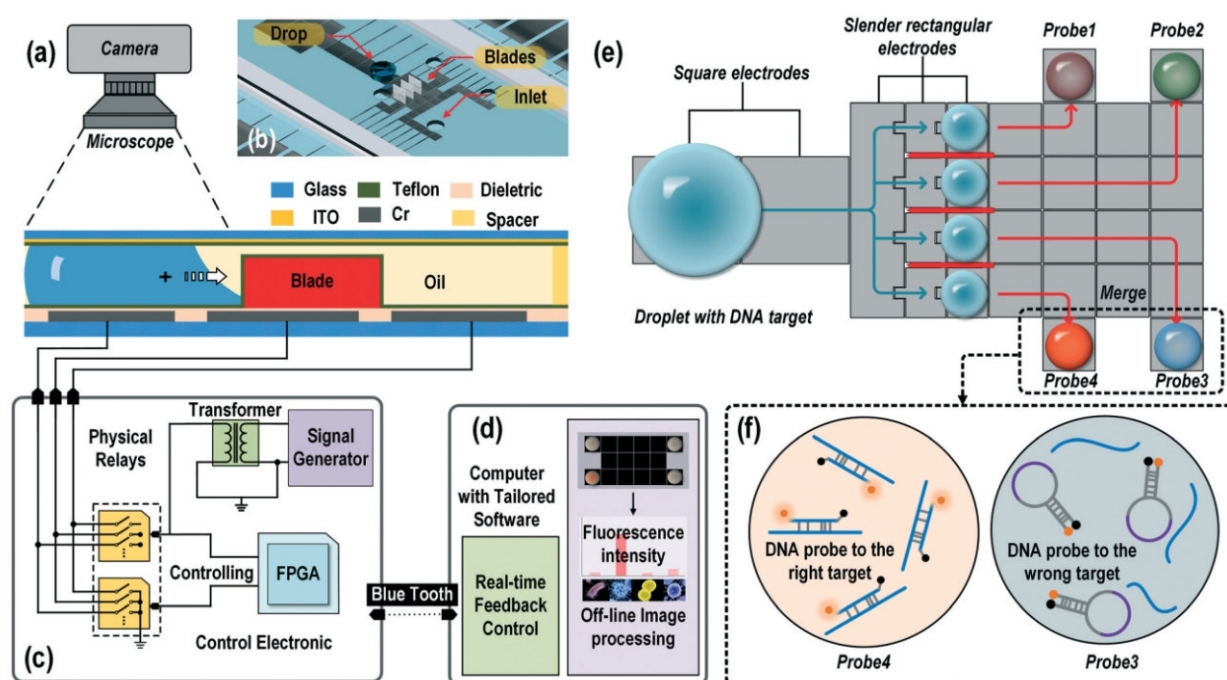 (a)
Camera
Microscope
Drop
Blades
Inlet
(b)
Glass
Teflon
Dieletric
ITO
Cr
Spacer
+
Blade
Oil
Physical
Relays
Transformer
Signal
Generator
Controlling
FPGA
Control Electronic
(c)
Blue Tooth
(d)
Computer
with Tailored
Software
Real-time
Feedback
Control
Fluorescence
intensity
Off-line Image
processing
(e)
Square electrodes
Slender rectangular
electrodes
Probe1
Probe2
Droplet with DNA target
Merge
Probe4
Probe3
(f)
DNA probe to the
right target
Probe4
DNA probe to the
wrong target
Probe3